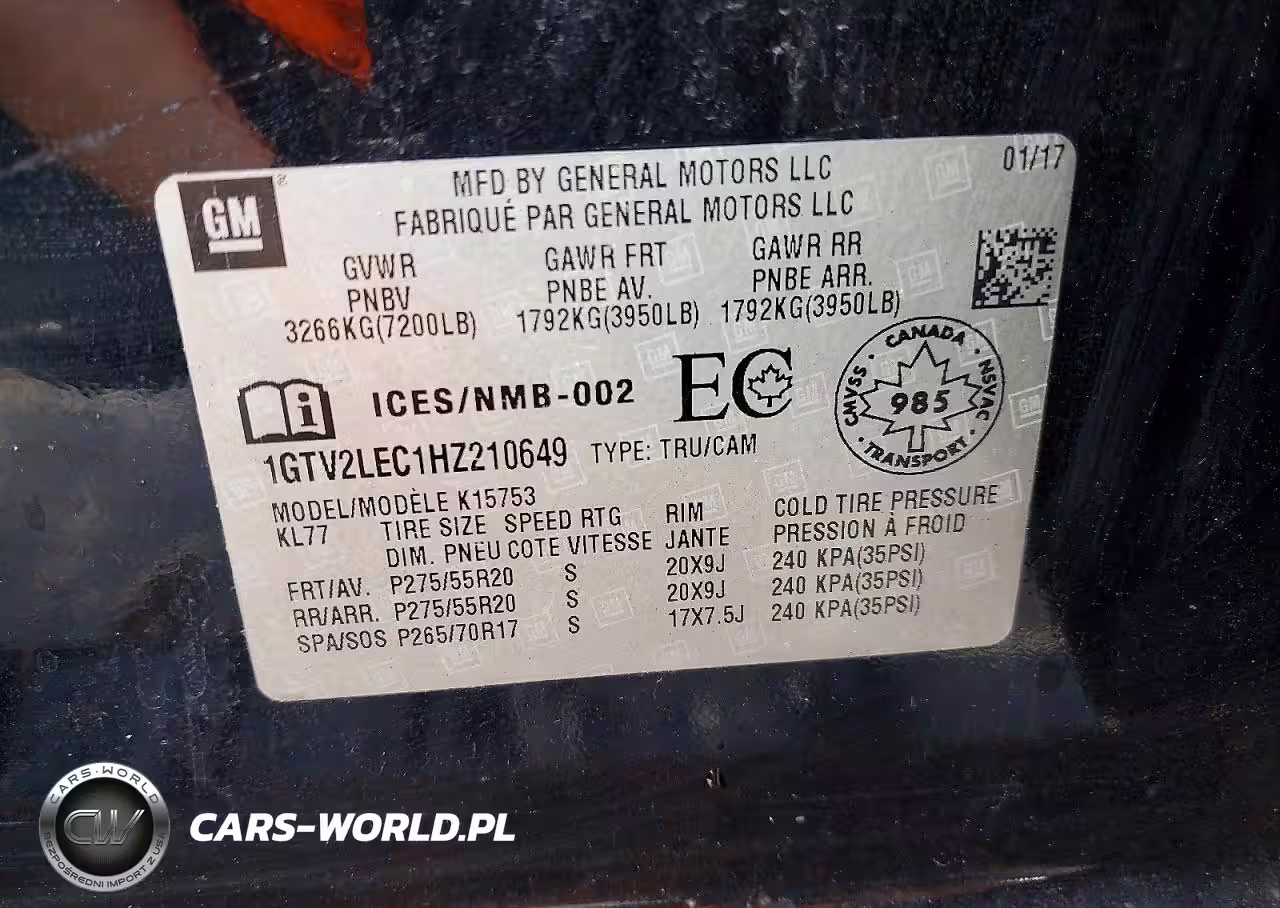 01/17
GM
®
MFD BY GENERAL MOTORS LLC
FABRIQUÉ PAR GENERAL MOTORS LLC
GVWR GAWR FRT GAWR RR
PNBV PNBE AV. PNBE ARR.
3266KG(7200LB) 1792KG(3950LB) 1792KG(3950LB)
i ICES/NMB-002 EC
CANADA
CMVSS 985 NSVAC
TRANSPORT
1GTV2LEC1HZ210649 TYPE: TRU/CAM
MODEL/MODÈLE K15753
KL77 TIRE SIZE SPEED RTG RIM COLD TIRE PRESSURE
DIM. PNEU COTE VITESSE JANTE PRESSION À FROID
FRT/AV. P275/55R20 S 20X9J 240 KPA(35PSI)
RR/ARR. P275/55R20 S 20X9J 240 KPA(35PSI)
SPA/SOS P265/70R17 S 17X7.5J 240 KPA(35PSI)
CARS-WORLD
CW
BEZPOŚREDNI IMPORT Z USA
CARS-WORLD.PL